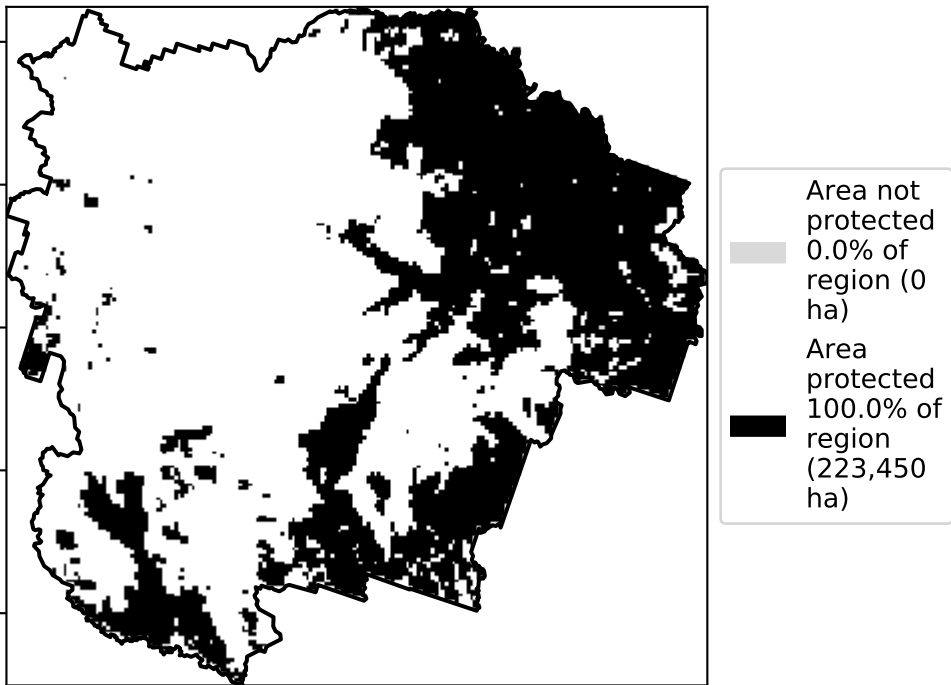 Area not
protected
0.0% of
region (0
ha)
Area
protected
100.0% of
region
(223,450
ha)